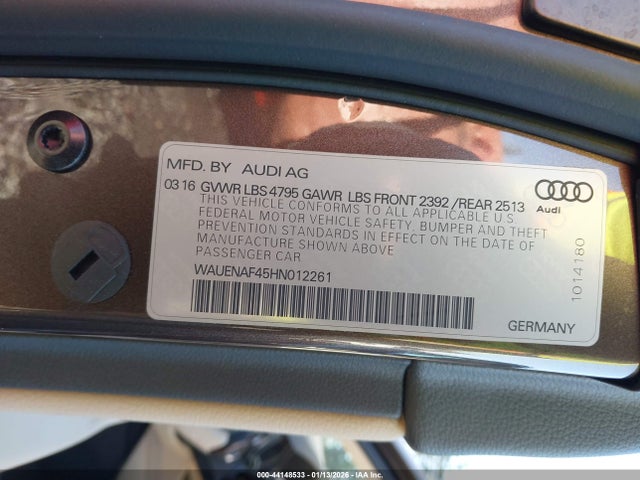 MFD. BY AUDI AG
03 16 GVWR LBS 4795 GAWR LBS FRONT 2392 /REAR 2513
THIS VEHICLE CONFORMS TO ALL APPLICABLE U.S
FEDERAL MOTOR VEHICLE SAFETY, BUMPER AND THEFT
PREVENTION STANDARDS IN EFFECT ON THE DATE OF
MANUFACTURE SHOWN ABOVE
PASSENGER CAR
WAUENAF45HN012261
Audi
1014180
GERMANY
000-44148533 — 01/13/2026 — IAA Inc.